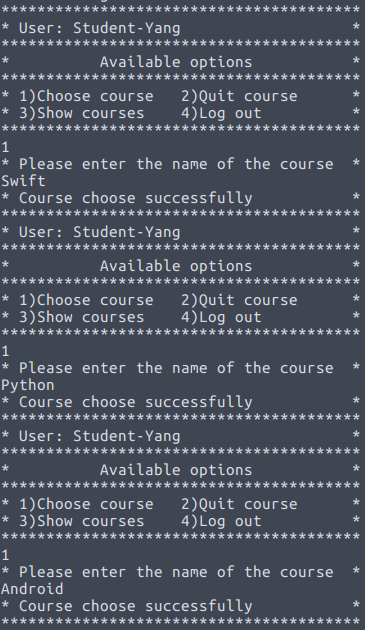 ****************************************
* User: Student-Yang                   *
****************************************
*          Available options           *
****************************************
* 1)Choose course   2)Quit course      *
* 3)Show courses    4)Log out          *
****************************************
1
* Please enter the name of the course  *
Swift
* Course choose successfully           *
****************************************
* User: Student-Yang                   *
****************************************
*          Available options           *
****************************************
* 1)Choose course   2)Quit course      *
* 3)Show courses    4)Log out          *
****************************************
1
* Please enter the name of the course  *
Python
* Course choose successfully           *
****************************************
* User: Student-Yang                   *
****************************************
*          Available options           *
****************************************
* 1)Choose course   2)Quit course      *
* 3)Show courses    4)Log out          *
****************************************
1
* Please enter the name of the course  *
Android
* Course choose successfully           *
****************************************